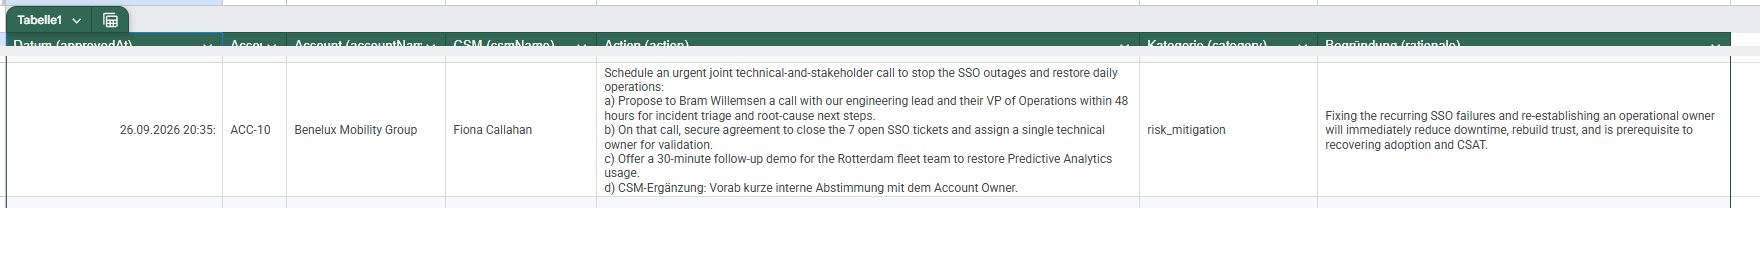 Tabelle1
Datum (approvedAt) Accou Account (accountNam CSM (csmName) Action (action) Kategorie (category) Begründung (rationale)
Schedule an urgent joint technical-and-stakeholder call to stop the SSO outages and restore daily
operations:
a) Propose to Bram Willemsen a call with our engineering lead and their VP of Operations within 48
hours for incident triage and root-cause next steps.
b) On that call, secure agreement to close the 7 open SSO tickets and assign a single technical
owner for validation.
c) Offer a 30-minute follow-up demo for the Rotterdam fleet team to restore Predictive Analytics
usage.
d) CSM-Ergänzung: Vorab kurze interne Abstimmung mit dem Account Owner.
26.09.2026 20:35: ACC-10 Benelux Mobility Group Fiona Callahan
risk_mitigation
Fixing the recurring SSO failures and re-establishing an operational owner
will immediately reduce downtime, rebuild trust, and is prerequisite to
recovering adoption and CSAT.